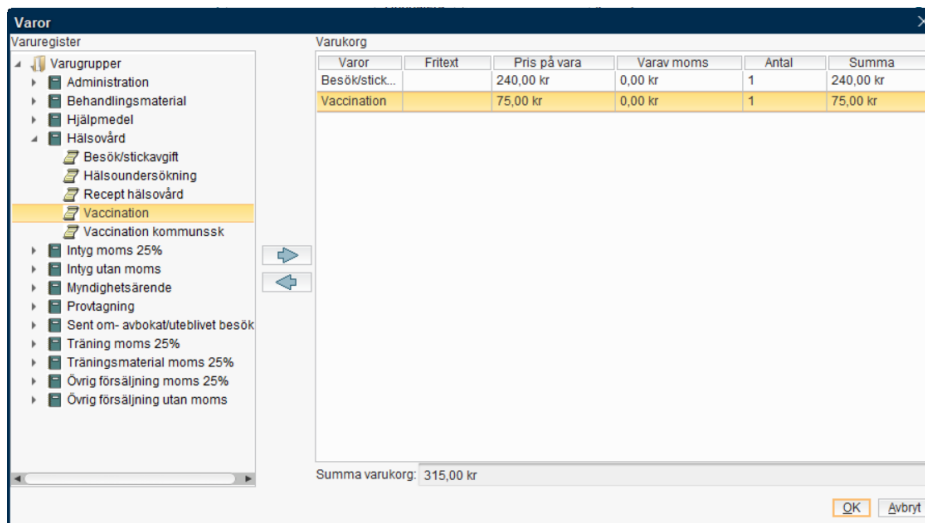 Varor
Varuregister
Varugrupper
Administration
Behandlingsmaterial
Hjälpmedel
Hälsovård
Besök/stickavgift
Hälsoundersökning
Recept hälsovård
Vaccination
Vaccination kommunssk
Intyg moms 25%
Intyg utan moms
Myndighetsärende
Provtagning
Sent om- avbokat/uteblivet besök
Träning moms 25%
Träningsmaterial moms 25%
Övrig försäljning moms 25%
Övrig försäljning utan moms
Varukorg
Varor Fritext Pris på vara Varav moms Antal Summa
Besök/stick... 240,00 kr 0,00 kr 1 240,00 kr
Vaccination 75,00 kr 0,00 kr 1 75,00 kr
Summa varukorg: 315,00 kr
OK Avbryt